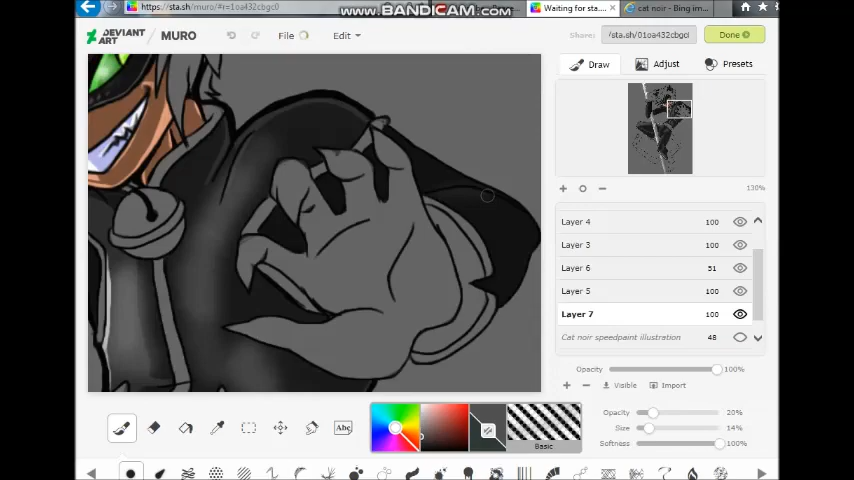 https://sta.sh/muro/#r=1oa432cbgc0
www.BANDICAM.com
Waiting for sta....
cat noir - Bing im...
DEVIANT ART
MURO
File
Edit
Share:
/sta.sh/01oa432cbgcl
Done
Draw
Adjust
Presets
130%
Layer 4 100
Layer 3 100
Layer 6 51
Layer 5 100
Layer 7 100
Cat noir speedpaint illustration 48
Opacity 100%
Visible
Import
Abc
Basic
Opacity 20%
Size 14%
Softness 100%